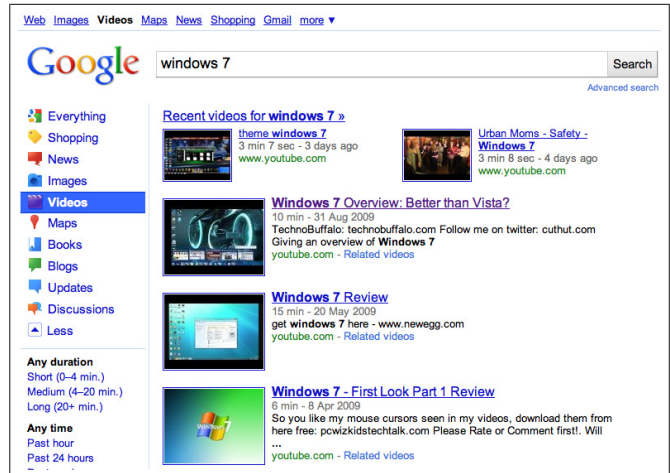 Web Images Videos Maps News Shopping Gmail more ▼
Google
windows 7
Search
Advanced search
Everything
Shopping
News
Images
Videos
Maps
Books
Blogs
Updates
Discussions
Less
Any duration
Short (0–4 min.)
Medium (4–20 min.)
Long (20+ min.)
Any time
Past hour
Past 24 hours
Recent videos for windows 7 »
theme windows 7
3 min 7 sec - 3 days ago
www.youtube.com
Urban Moms - Safety -
Windows 7
3 min 8 sec - 4 days ago
www.youtube.com
Windows 7 Overview: Better than Vista?
10 min - 31 Aug 2009
TechnoBuffalo: technobuffalo.com Follow me on twitter: cuthut.com
Giving an overview of Windows 7
youtube.com - Related videos
Windows 7 Review
15 min - 20 May 2009
get windows 7 here - www.newegg.com
youtube.com - Related videos
Windows 7 - First Look Part 1 Review
6 min - 8 Apr 2009
So you like my mouse cursors seen in my videos, download them from
here free: pcwizkidstechtalk.com Please Rate or Comment first!. Will
...
youtube.com - Related videos